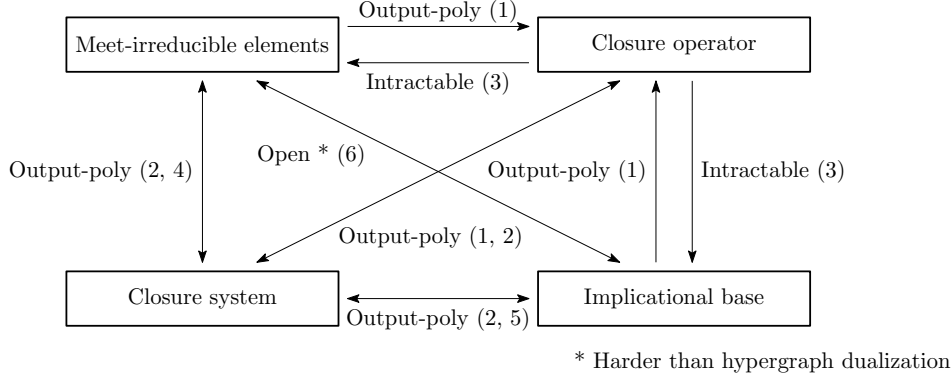 Output-poly (1)
Meet-irreducible elements
Closure operator
Intractable (3)
Open * (6)
Output-poly (2, 4)
Output-poly (1)
Intractable (3)
Output-poly (1, 2)
Closure system
Implicational base
Output-poly (2, 5)
* Harder than hypergraph dualization